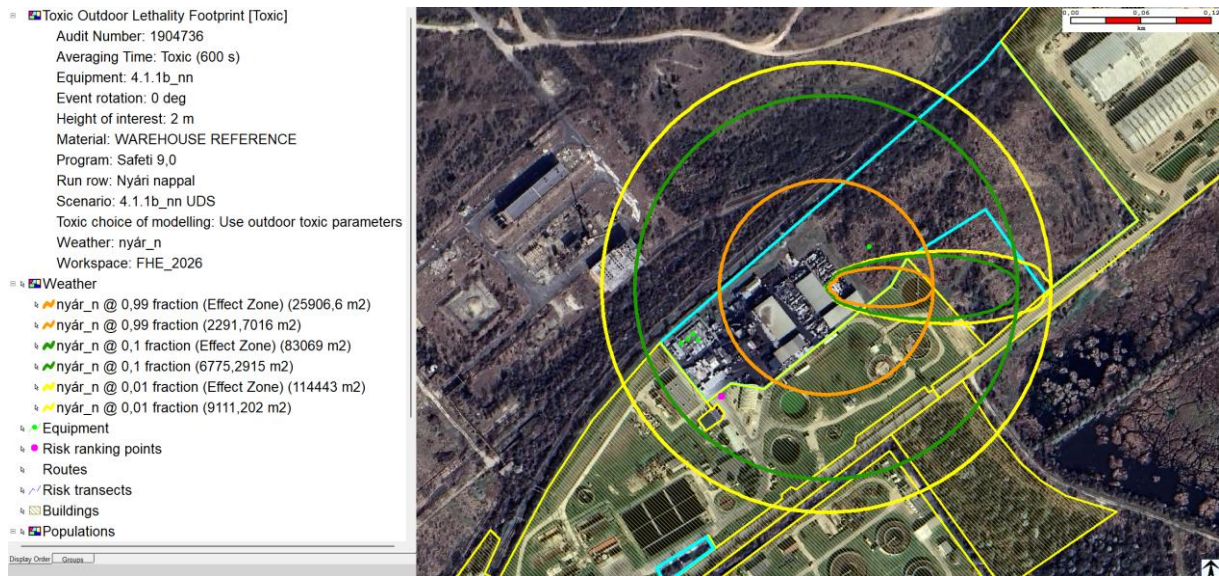 Toxic Outdoor Lethality Footprint [Toxic]
Audit Number: 1904736
Averaging Time: Toxic (600 s)
Equipment: 4.1.1b_nn
Event rotation: 0 deg
Height of interest: 2 m
Material: WAREHOUSE REFERENCE
Program: Safeti 9,0
Run row: Nyári nappal
Scenario: 4.1.1b_nn UDS
Toxic choice of modelling: Use outdoor toxic parameters
Weather: nyár_n
Workspace: FHE_2026
Weather
nyár_n @ 0,99 fraction (Effect Zone) (25906,6 m2)
nyár_n @ 0,99 fraction (2291,7016 m2)
nyár_n @ 0,1 fraction (Effect Zone) (83069 m2)
nyár_n @ 0,1 fraction (6775,2915 m2)
nyár_n @ 0,01 fraction (Effect Zone) (114443 m2)
nyár_n @ 0,01 fraction (9111,202 m2)
Equipment
Risk ranking points
Routes
Risk transects
Buildings
Populations
Display Order Groups
0,00 0,06 0,12
km